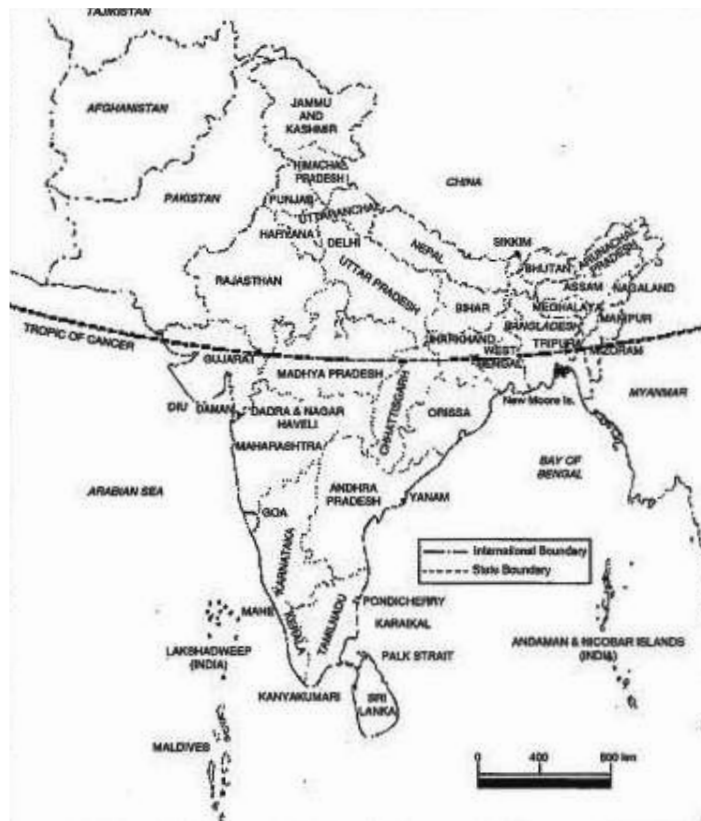 TAJIKISTAN
AFGHANISTAN
JAMMU
AND
KASHMIR
HIMACHAL
PRADESH
CHINA
PAKISTAN
PUNJAB
UTTARANCHAL
HARYANA
DELHI
NEPAL
SIKKIM
BHUTAN
ARUNACHAL
PRADESH
RAJASTHAN
UTTAR PRADESH
ASSAM
NAGALAND
BIHAR
MEGHALAYA
MANIPUR
BANGLADESH
TROPIC OF CANCER
JHARKHAND
TRIPURA
MIZORAM
GUJARAT
WEST
BENGAL
MADHYA PRADESH
CHHATTISGARH
MYANMAR
DIU
DAMAN
DADRA & NAGAR
HAVELI
ORISSA
New Moore Is.
MAHARASHTRA
BAY OF
BENGAL
ARABIAN SEA
ANDHRA
PRADESH
YANAM
GOA
KARNATAKA
International Boundary
State Boundary
MAHE
KERALA
TAMILNADU
PONDICHERRY
KARAIKAL
LAKSHADWEEP
(INDIA)
PALK STRAIT
ANDAMAN & NICOBAR ISLANDS
(INDIA)
KANYAKUMARI
SRI
LANKA
MALDIVES
0 400 800 km